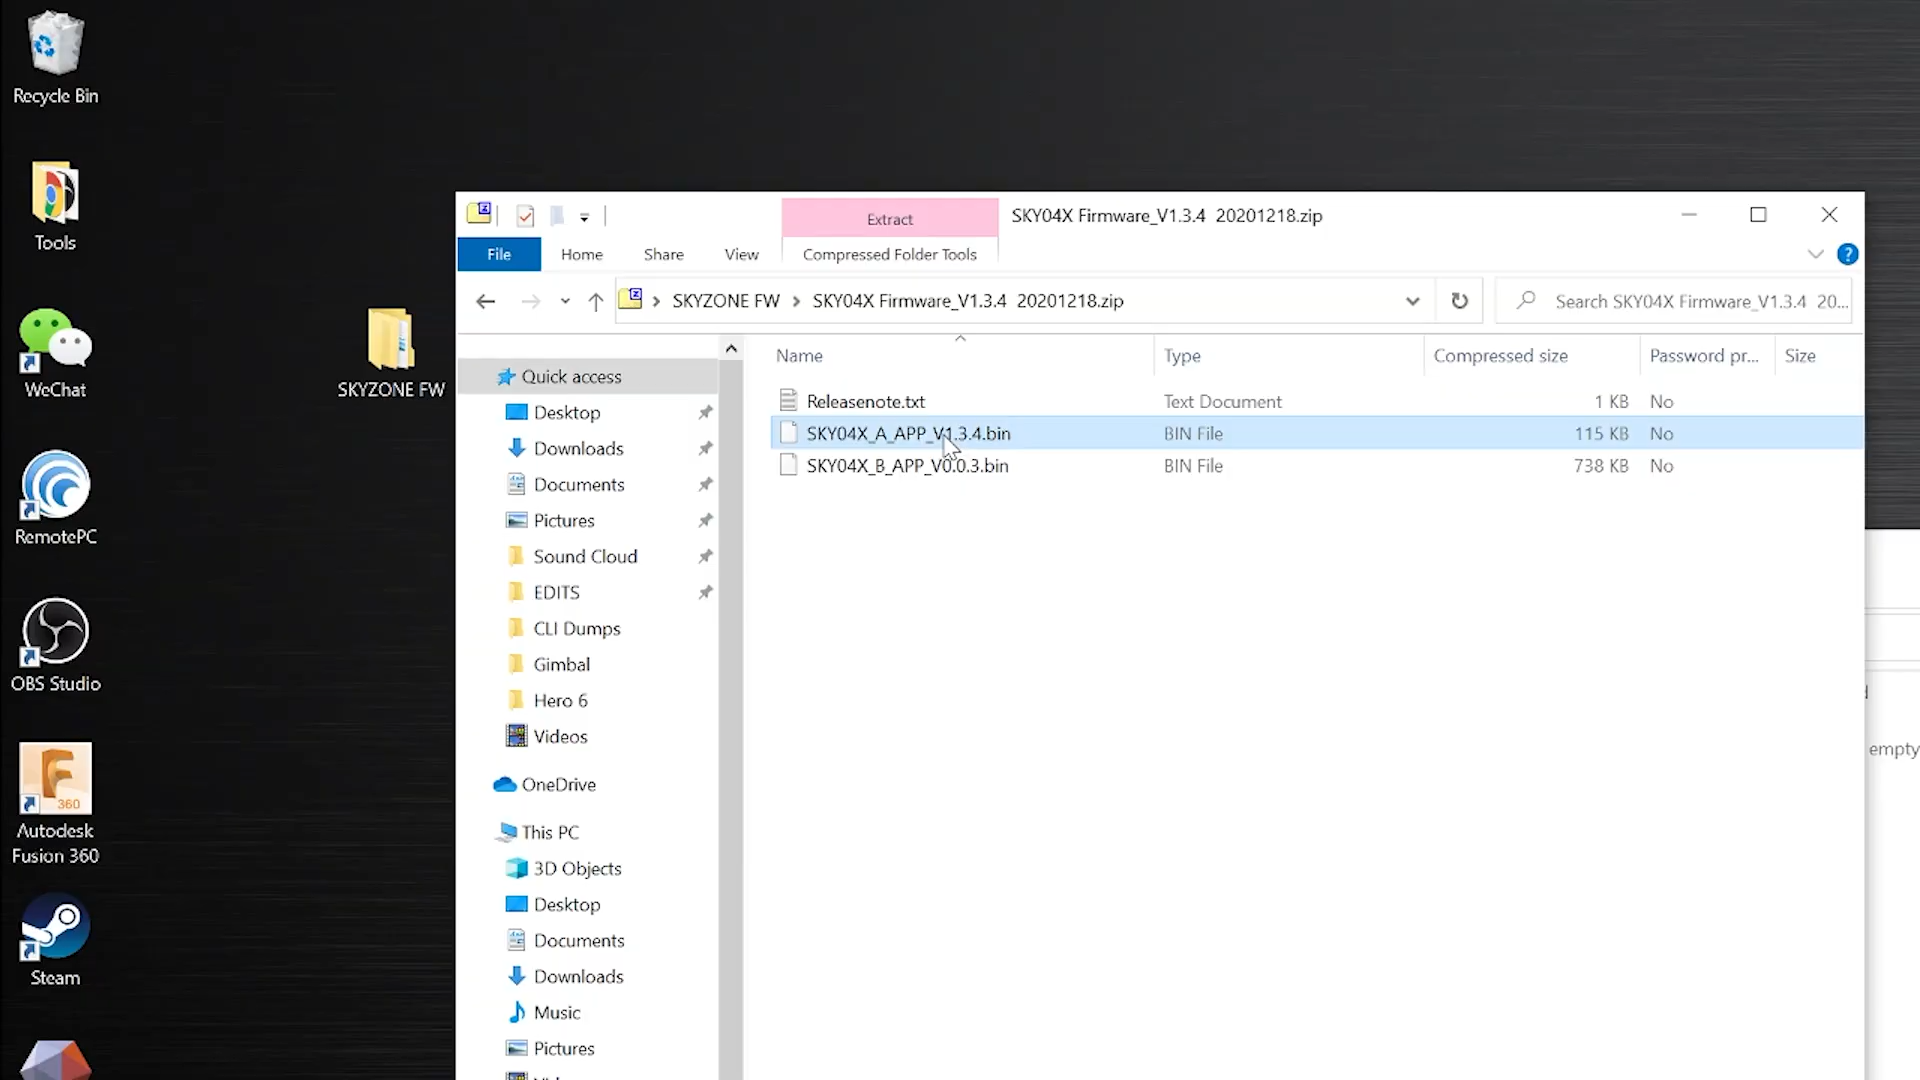 Recycle Bin
Tools
WeChat
RemotePC
OBS Studio
360
Autodesk
Fusion 360
Steam
SKYZONE FW
Extract
SKY04X Firmware_V1.3.4 20201218.zip
File
Home
Share
View
Compressed Folder Tools
?
SKYZONE FW
SKY04X Firmware_V1.3.4 20201218.zip
Search SKY04X Firmware_V1.3.4 20...
Quick access
Desktop
Downloads
Documents
Pictures
Sound Cloud
EDITS
CLI Dumps
Gimbal
Hero 6
Videos
OneDrive
This PC
3D Objects
Desktop
Documents
Downloads
Music
Pictures
Name Type Compressed size Password pr... Size
Releasenote.txt Text Document 1 KB No
SKY04X_A_APP_V1.3.4.bin BIN File 115 KB No
SKY04X_B_APP_V0.0.3.bin BIN File 738 KB No
empty